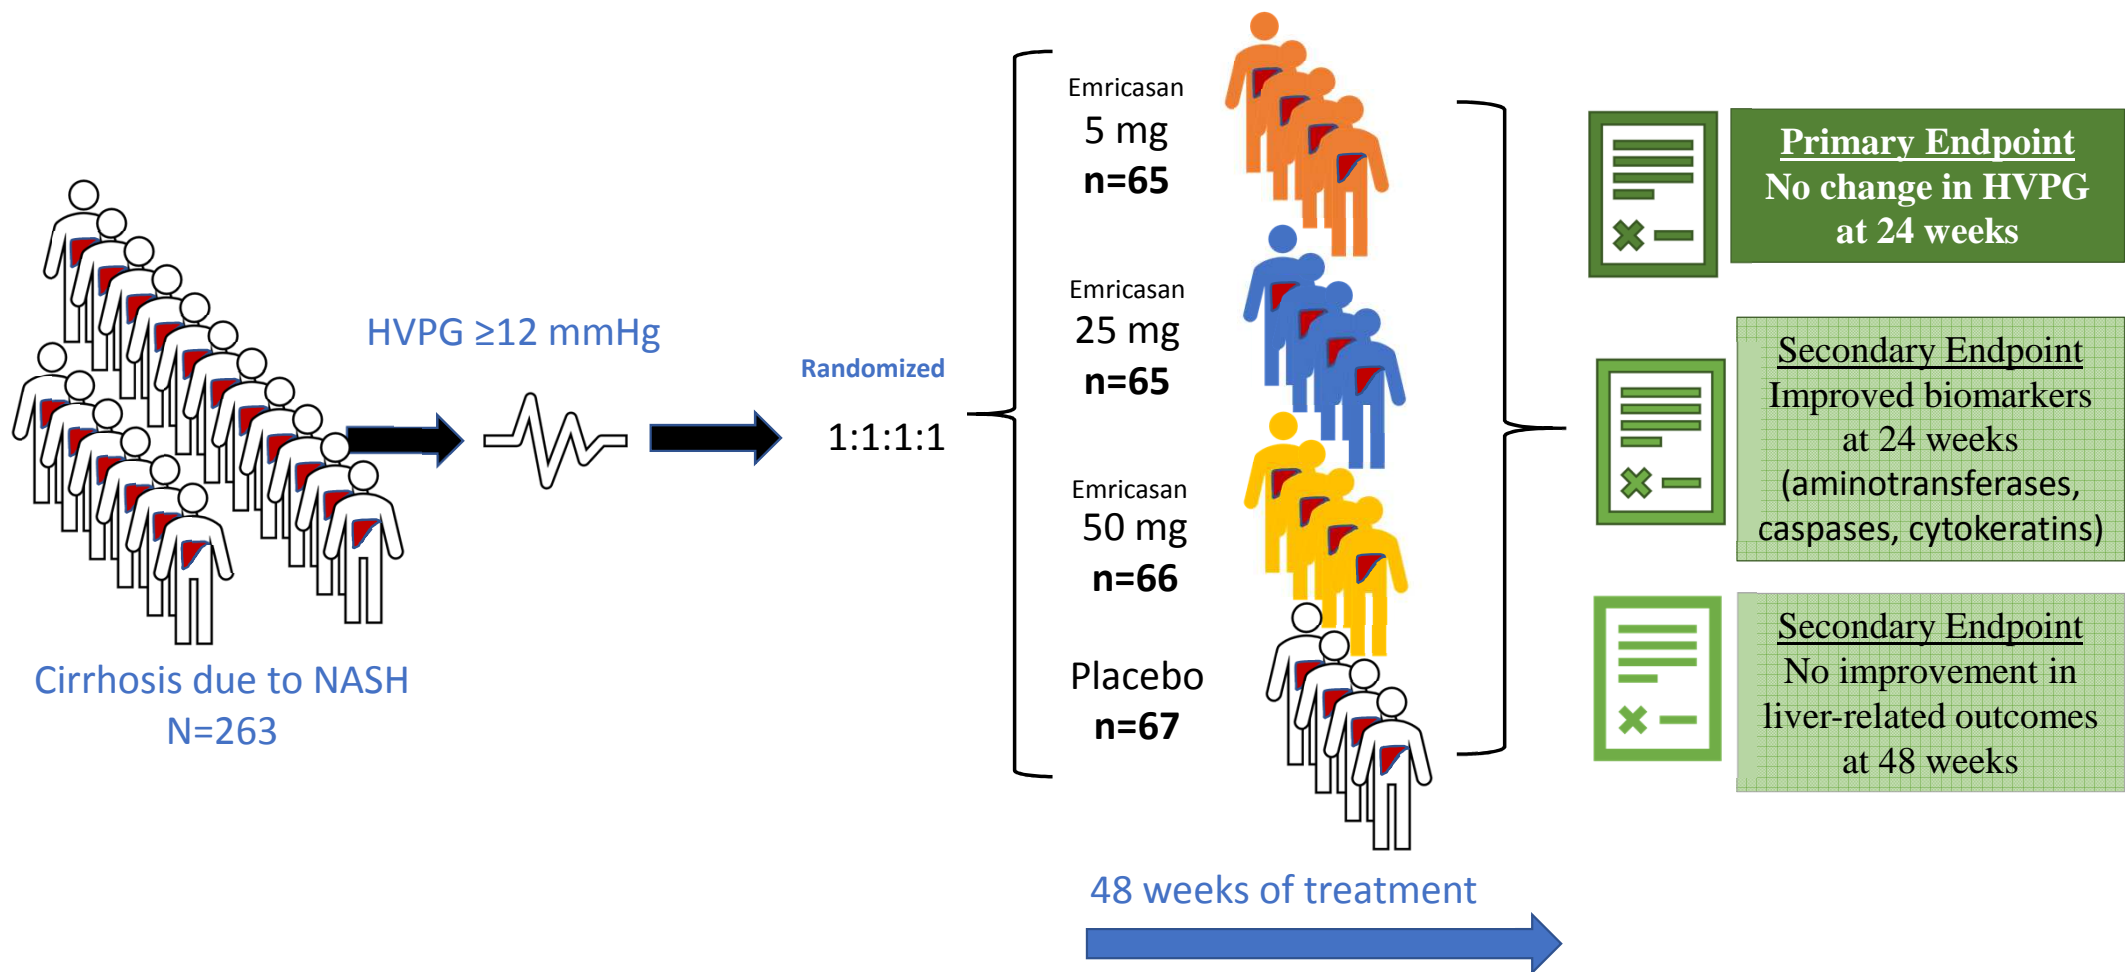 Cirrhosis due to NASH
N=263
HVPG ≥12 mmHg
Randomized
1:1:1:1
Emricasan
5 mg
n=65
Emricasan
25 mg
n=65
Emricasan
50 mg
n=66
Placebo
n=67
48 weeks of treatment
Primary Endpoint
No change in HVPG
at 24 weeks
Secondary Endpoint
Improved biomarkers
at 24 weeks
(aminotransferases,
caspases, cytokeratins)
Secondary Endpoint
No improvement in
liver-related outcomes
at 48 weeks